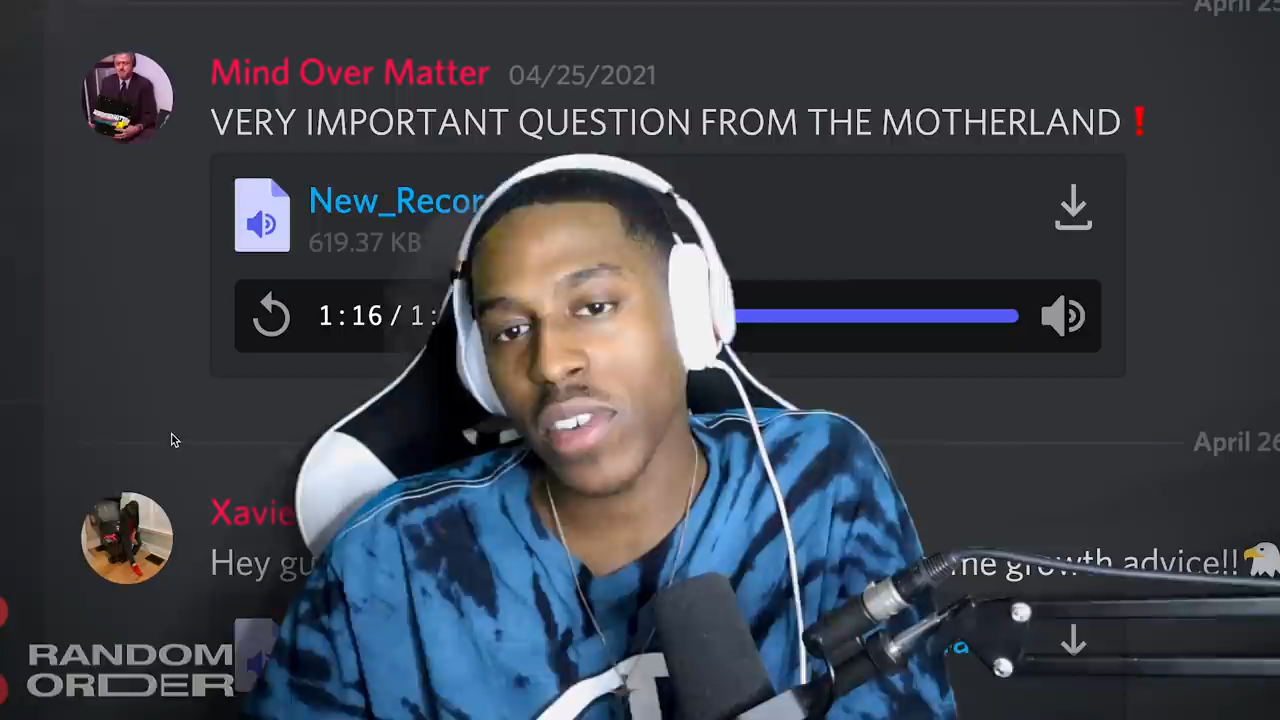 April 25
Mind Over Matter 04/25/2021
VERY IMPORTANT QUESTION FROM THE MOTHERLAND❗
New_Recor
619.37 KB
1:16 / 1:
April 26
Xavie
Hey gu growth advice!!🦅
RANDOM
ORDER